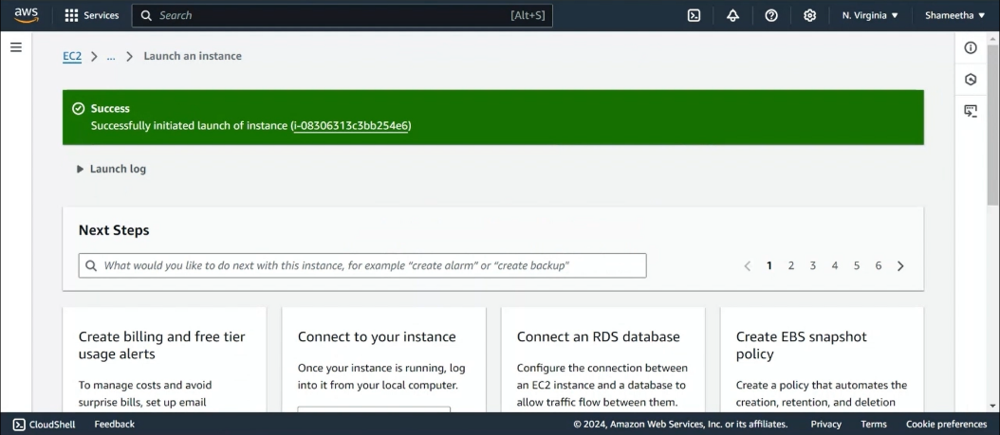 aws
Services
Search
[Alt+S]
N. Virginia
Shameetha
EC2
...
Launch an instance
Success
Successfully initiated launch of instance (i-08306313c3bb254e6)
Launch log
Next Steps
What would you like to do next with this instance, for example "create alarm" or "create backup"
1 2 3 4 5 6
Create billing and free tier
usage alerts
To manage costs and avoid
surprise bills, set up email
Connect to your instance
Once your instance is running, log
into it from your local computer.
Connect an RDS database
Configure the connection between
an EC2 instance and a database to
allow traffic flow between them.
Create EBS snapshot
policy
Create a policy that automates the
creation, retention, and deletion
CloudShell
Feedback
© 2024, Amazon Web Services, Inc. or its affiliates.
Privacy
Terms
Cookie preferences